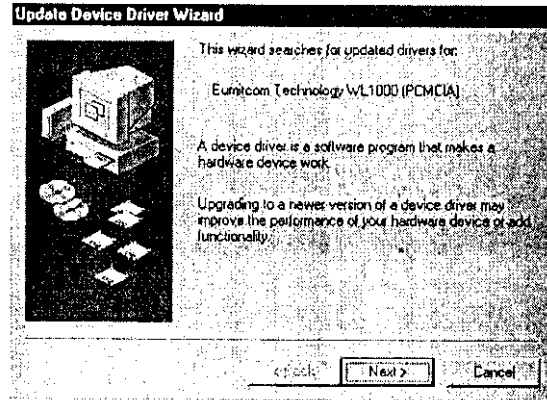 Update Device Driver Wizard
This wizard searches for updated drivers for:
Eumitcom Technology WL1000 (PCMCIA)
A device driver is a software program that makes a
hardware device work.
Upgrading to a newer version of a device driver may
improve the performance of your hardware device or add
functionality.
< Back
Next >
Cancel